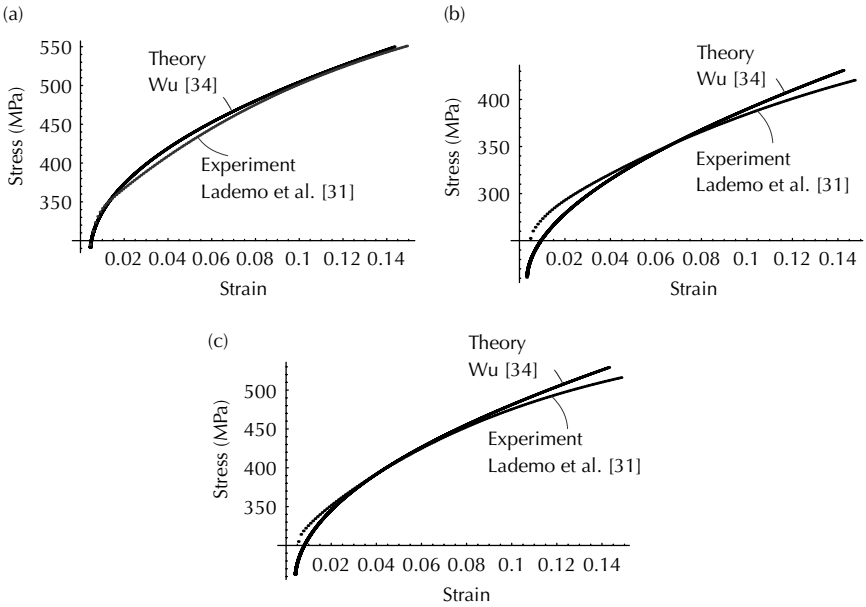 (a)
550
500
450
400
350
Stress (MPa)
Theory
Wu [34]
Experiment
Lademo et al. [31]
0.02 0.04 0.06 0.08 0.1 0.12 0.14
Strain
(b)
400
350
300
Stress (MPa)
Theory
Wu [34]
Experiment
Lademo et al. [31]
0.02 0.04 0.06 0.08 0.1 0.12 0.14
Strain
(c)
500
450
400
350
Stress (MPa)
Theory
Wu [34]
Experiment
Lademo et al. [31]
0.02 0.04 0.06 0.08 0.1 0.12 0.14
Strain